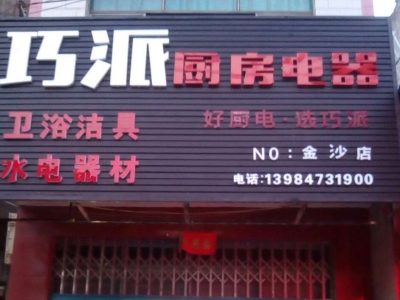 巧派厨房电器
卫浴洁具
好厨电·选巧派
水电器材
NO：金沙店
电话:13984731900